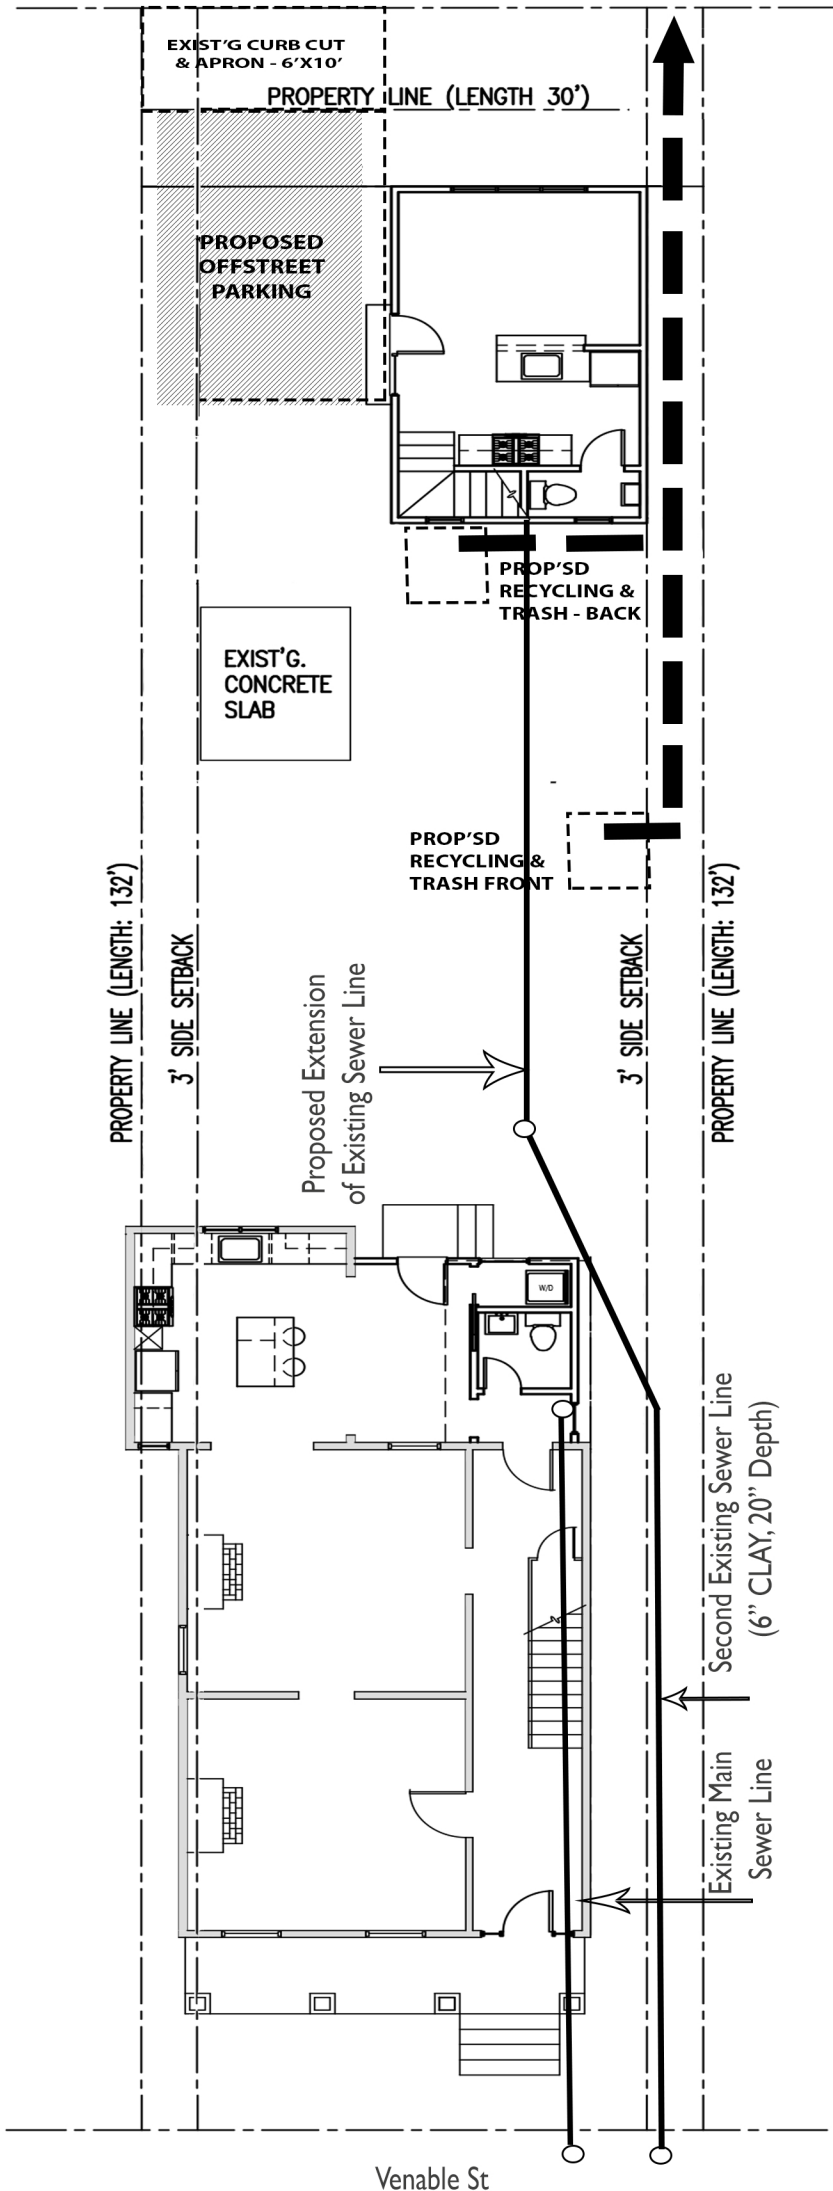 EXIST'G CURB CUT
& APRON - 6'X10'
PROPERTY LINE (LENGTH 30')
PROPOSED
OFFSTREET
PARKING
PROP'SD
RECYCLING &
TRASH - BACK
EXIST'G.
CONCRETE
SLAB
PROP'SD
RECYCLING &
TRASH FRONT
PROPERTY LINE (LENGTH: 132')
3' SIDE SETBACK
Proposed Extension
of Existing Sewer Line
3' SIDE SETBACK
PROPERTY LINE (LENGTH: 132')
W/D
Second Existing Sewer Line
(6” CLAY, 20” Depth)
Existing Main
Sewer Line
Venable St